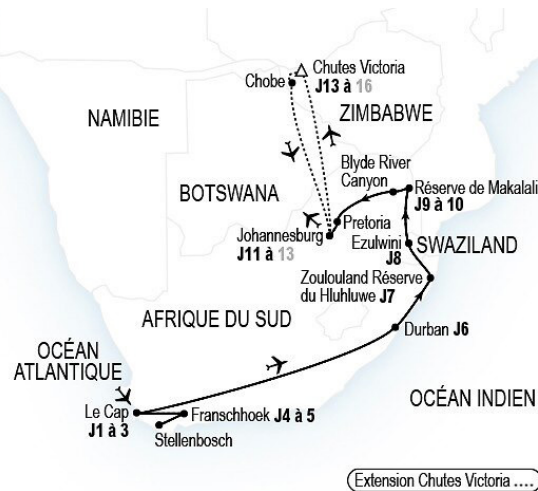 Chutes Victoria
J13 à 16
Chobe
ZIMBABWE
NAMIBIE
Blyde River
Canyon
BOTSWANA
Réserve de Makalali
J9 à 10
Pretoria
Johannesburg
J11 à 13
Ezulwini
J8
SWAZILAND
Zoulouland Réserve
du Hluhluwe J7
AFRIQUE DU SUD
Durban J6
OCÉAN
ATLANTIQUE
OCÉAN INDIEN
Le Cap
J1 à 3
Franschhoek J4 à 5
Stellenbosch
Extension Chutes Victoria ....